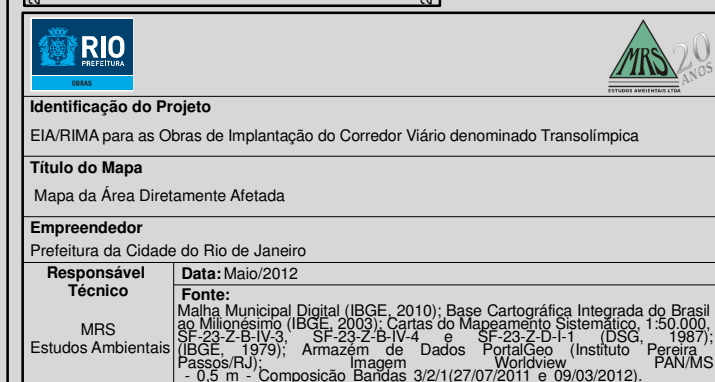 RIO
PREFEITURA
OBRAS
MRS
20
ANOS
ESTUDOS AMBIENTAIS LTDA
Identificação do Projeto
EIA/RIMA para as Obras de Implantação do Corredor Viário denominado Transolímpica
Título do Mapa
Mapa da Área Diretamente Afetada
Empreendedor
Prefeitura da Cidade do Rio de Janeiro
Responsável
Técnico
MRS
Estudos Ambientais
Data: Maio/2012
Fonte:
Malha Municipal Digital (IBGE, 2010); Base Cartográfica Integrada do Brasil
ao Milionésimo (IBGE, 2003); Cartas do Mapeamento Sistemático, 1:50.000,
SF-23-Z-B-IV-3, SF-23-Z-B-IV-4 e SF-23-Z-D-I-1 (DSG, 1987);
(IBGE, 1979); Armazém de Dados PortalGeo (Instituto Pereira
Passos/RJ); Imagem Worldview PAN/MS
- 0,5 m - Composição Bandas 3/2/1(27/07/2011 e 09/03/2012).